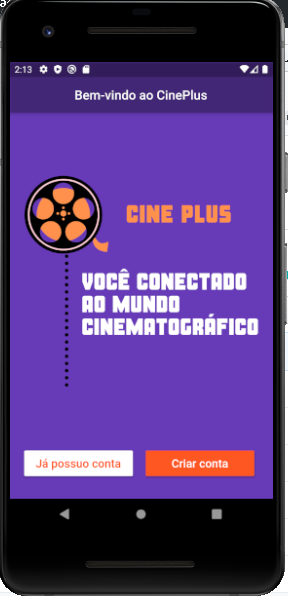 2:13
Bem-vindo ao CinePlus
CINE PLUS
VOCÊ CONECTADO
AO MUNDO
CINEMATOGRÁFICO
Já possuo conta
Criar conta